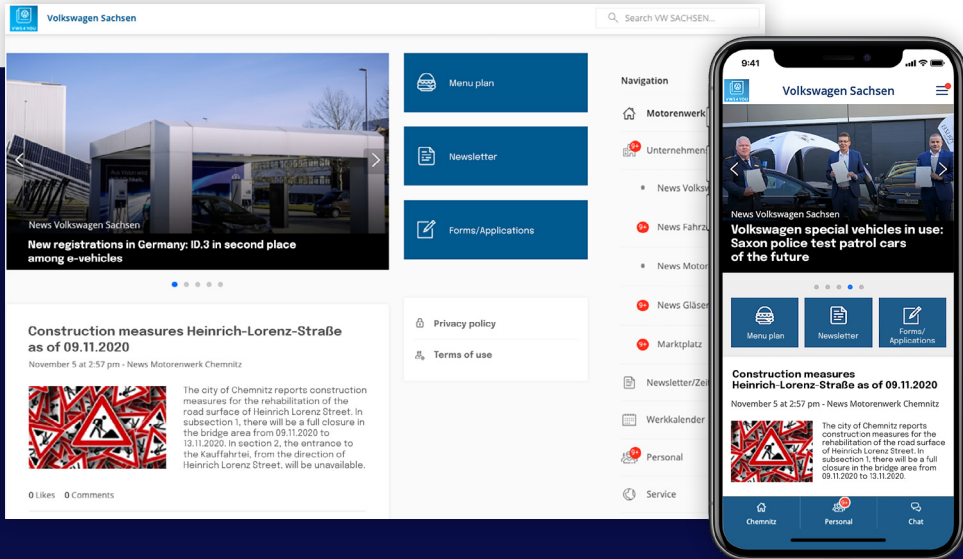 VWS4YOU
Volkswagen Sachsen
Search VW SACHSEN...
News Volkswagen Sachsen
New registrations in Germany: ID.3 in second place
among e-vehicles
Menu plan
Newsletter
Forms/Applications
Privacy policy
Terms of use
Construction measures Heinrich-Lorenz-Straße
as of 09.11.2020
November 5 at 2:57 pm - News Motorenwerk Chemnitz
The city of Chemnitz reports construction
measures for the rehabilitation of the
road surface of Heinrich Lorenz Street. In
subsection 1, there will be a full closure in
the bridge area from 09.11.2020 to
13.11.2020. In section 2, the entrance to
the Kauffahrtei, from the direction of
Heinrich Lorenz Street, will be unavailable.
0 Likes 0 Comments
Navigation
Motorenwerk
9+
Unternehmens
News Volksw
9+
News Fahrzu
News Motor
9+
News Gläser
9+
Marktplatz
Newsletter/Zei
Werkkalender
9+
Personal
Service
9:41
Volkswagen Sachsen
News Volkswagen Sachsen
Volkswagen special vehicles in use:
Saxon police test patrol cars
of the future
Menu plan
Newsletter
Forms/
Applications
Construction measures
Heinrich-Lorenz-Straße as of 09.11.2020
November 5 at 2:57 pm - News Motorenwerk Chemnitz
The city of Chemnitz reports
construction measures for the
rehabilitation of the road surface
of Heinrich Lorenz Street. In
subsection 1, there will be a full
closure in the bridge area from
09.11.2020 to 13.11.2020.
Chemnitz
9+
Personal
Chat